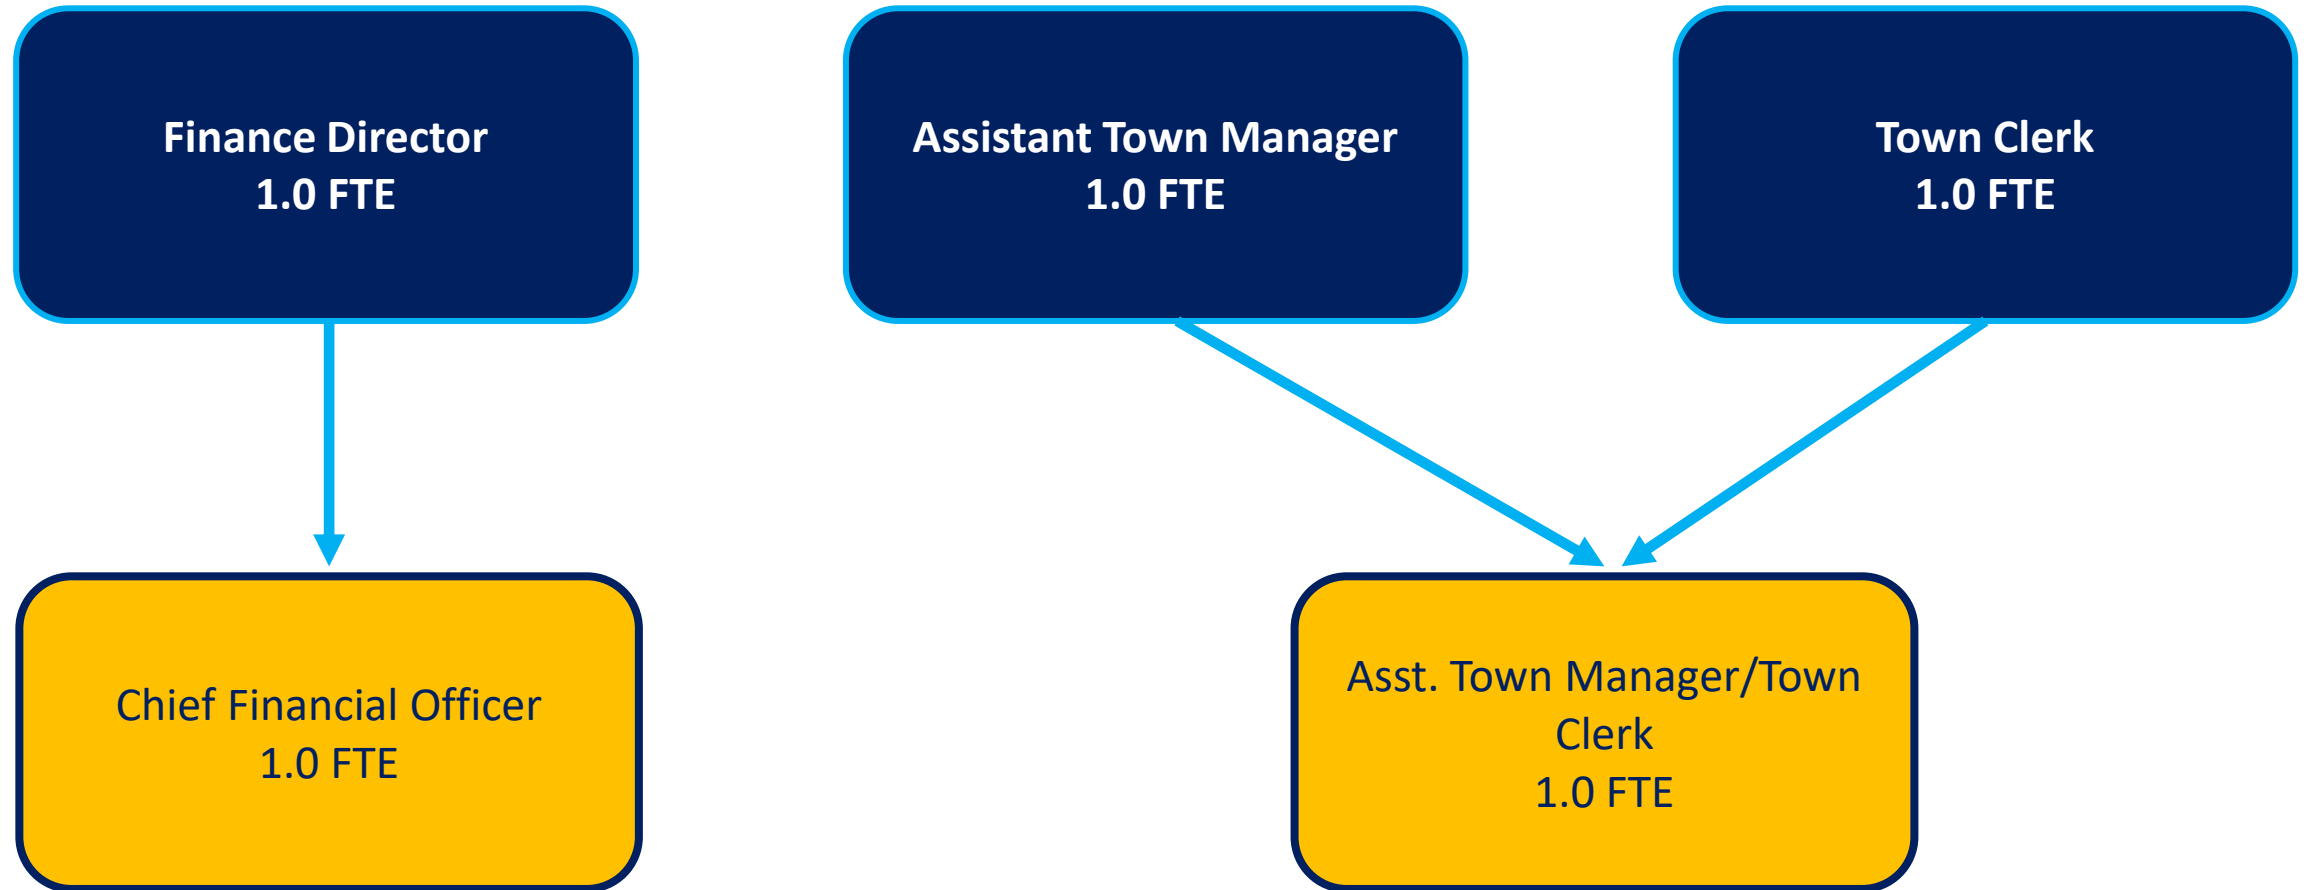 Finance Director
1.0 FTE
Assistant Town Manager
1.0 FTE
Town Clerk
1.0 FTE
Chief Financial Officer
1.0 FTE
Asst. Town Manager/Town
Clerk
1.0 FTE